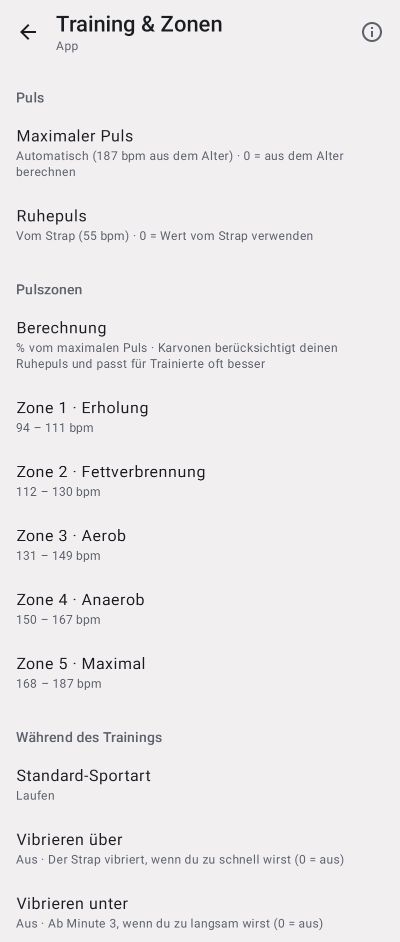 Training & Zonen
App
Puls
Maximaler Puls
Automatisch (187 bpm aus dem Alter) · 0 = aus dem Alter
berechnen
Ruhepuls
Vom Strap (55 bpm) · 0 = Wert vom Strap verwenden
Pulszonen
Berechnung
% vom maximalen Puls · Karvonen berücksichtigt deinen
Ruhepuls und passt für Trainierte oft besser
Zone 1 · Erholung
94 – 111 bpm
Zone 2 · Fettverbrennung
112 – 130 bpm
Zone 3 · Aerob
131 – 149 bpm
Zone 4 · Anaerob
150 – 167 bpm
Zone 5 · Maximal
168 – 187 bpm
Während des Trainings
Standard-Sportart
Laufen
Vibrieren über
Aus · Der Strap vibriert, wenn du zu schnell wirst (0 = aus)
Vibrieren unter
Aus · Ab Minute 3, wenn du zu langsam wirst (0 = aus)